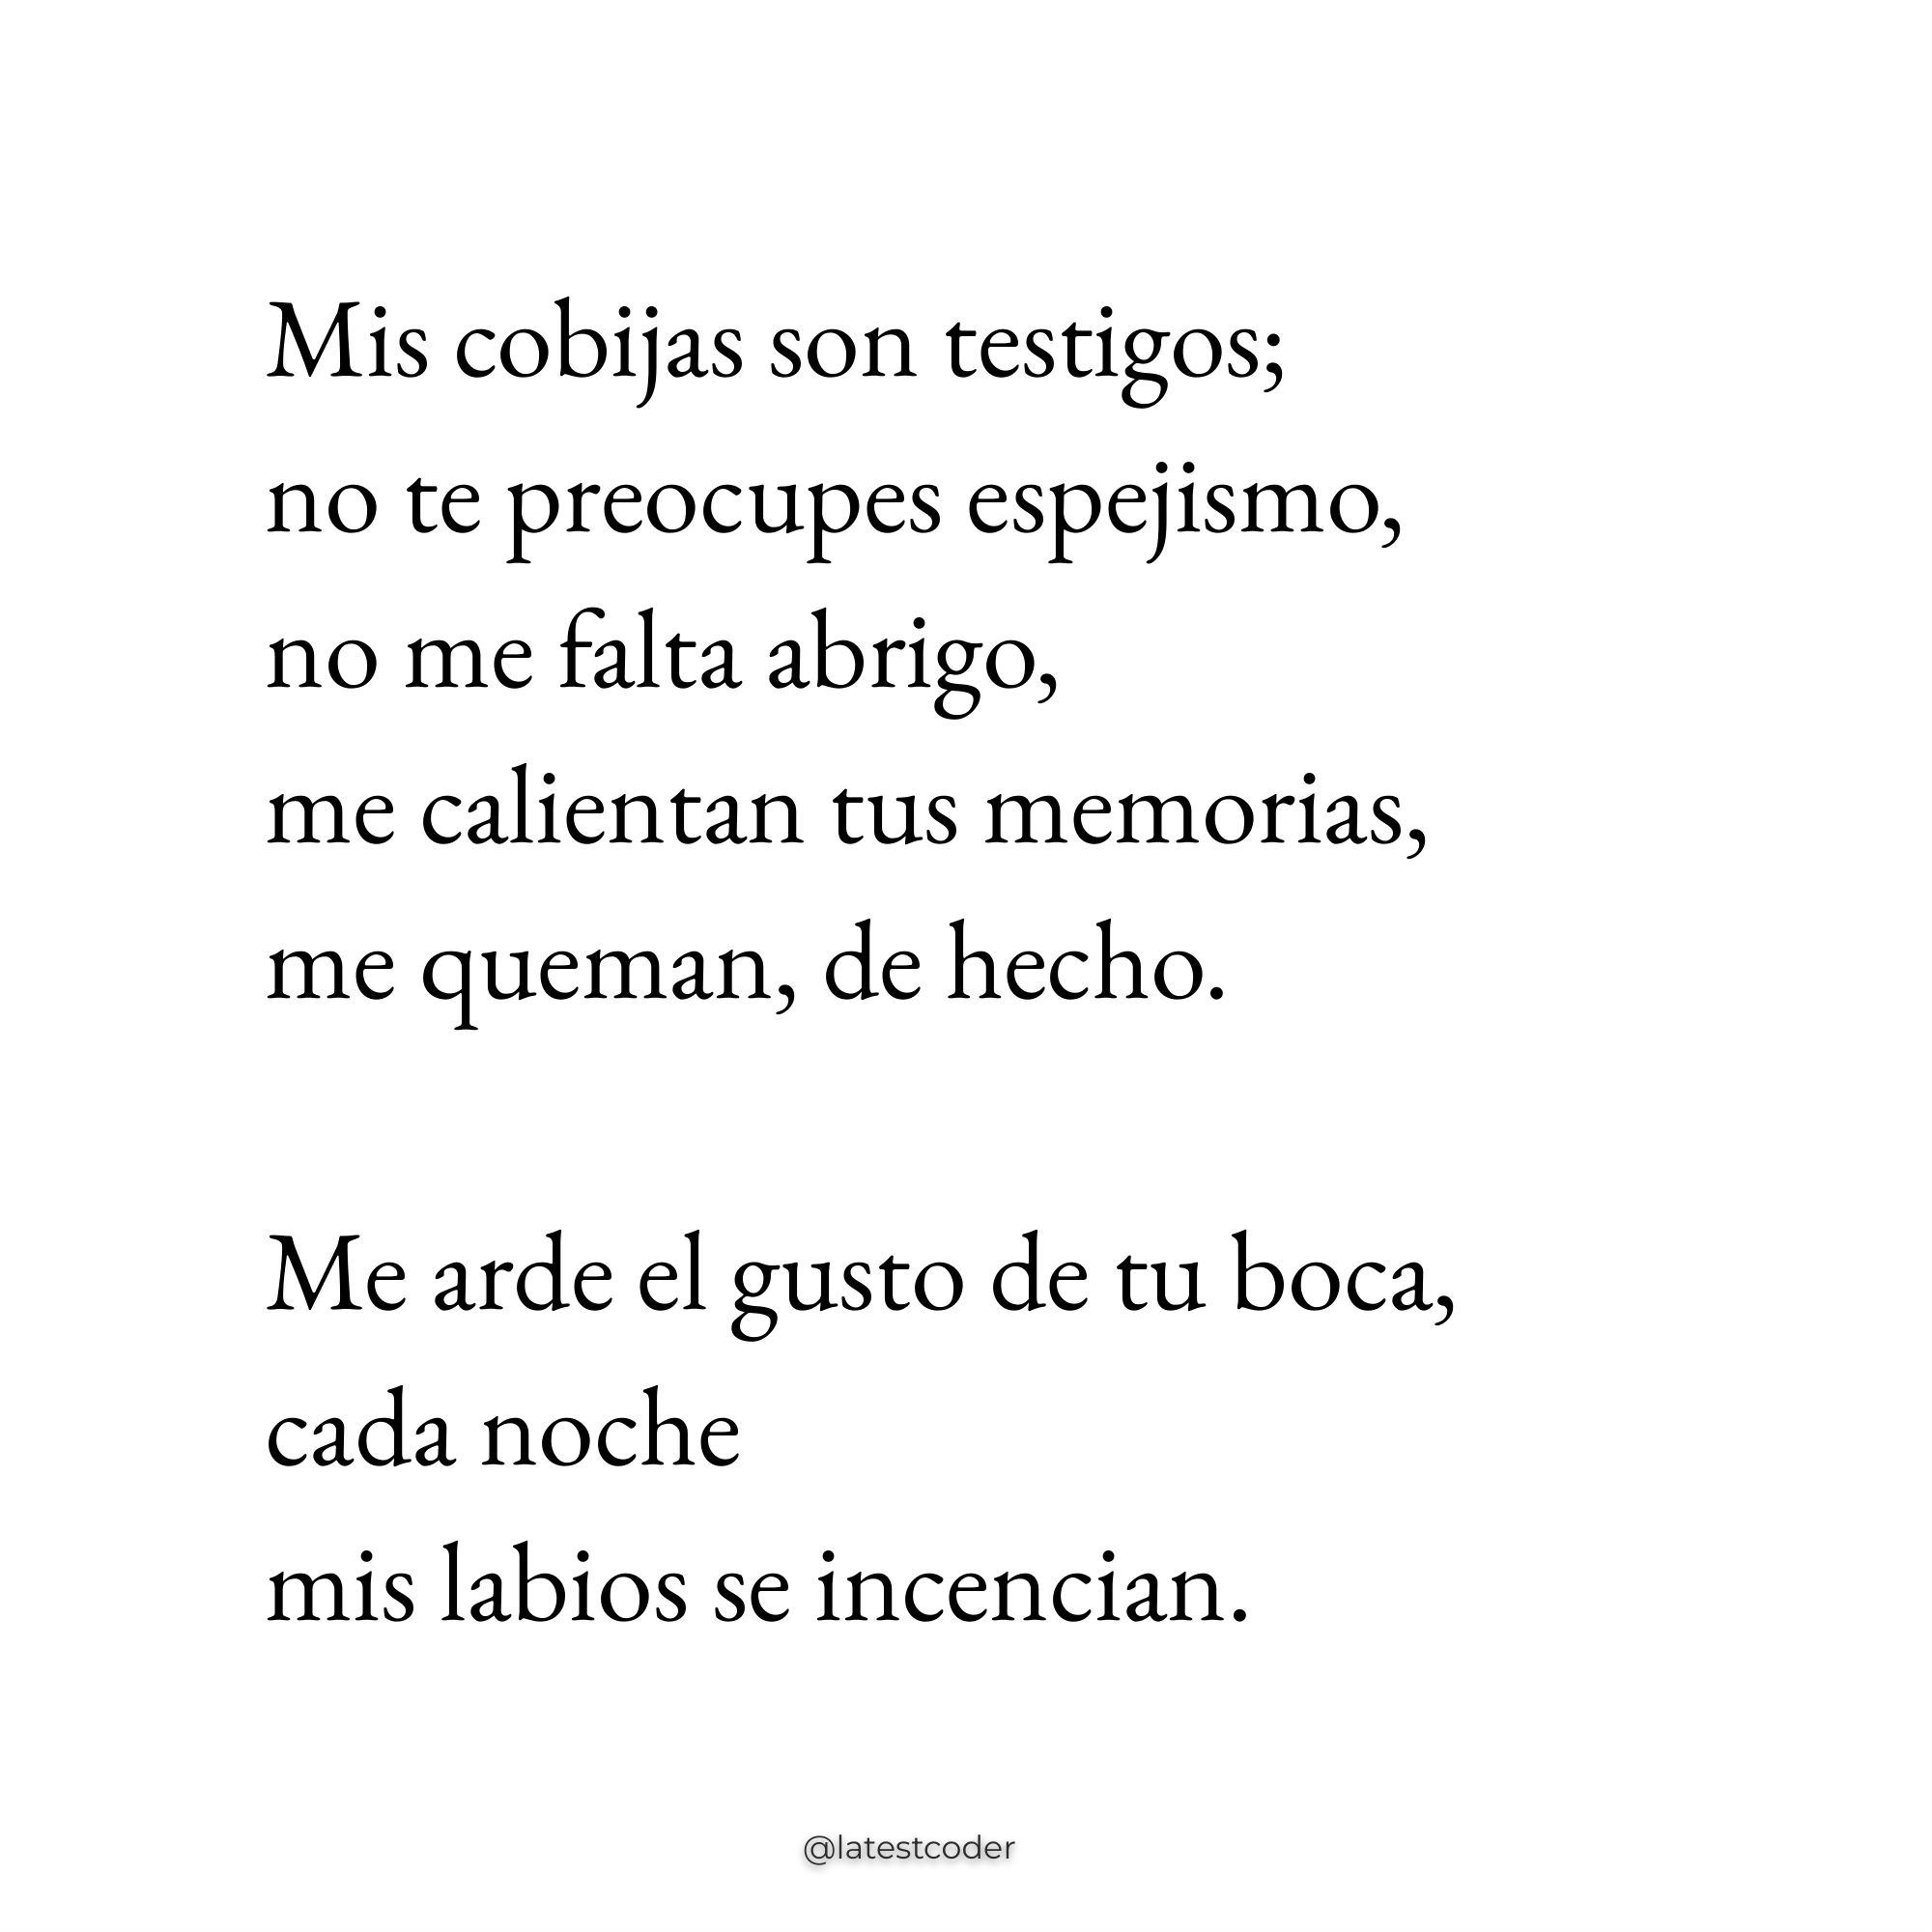 Mis cobijas son testigos;
no te preocupes espejismo,
no me falta abrigo,
me calientan tus memorias,
me queman, de hecho.
Me arde el gusto de tu boca,
cada noche
mis labios se incencian.
@latestcoder